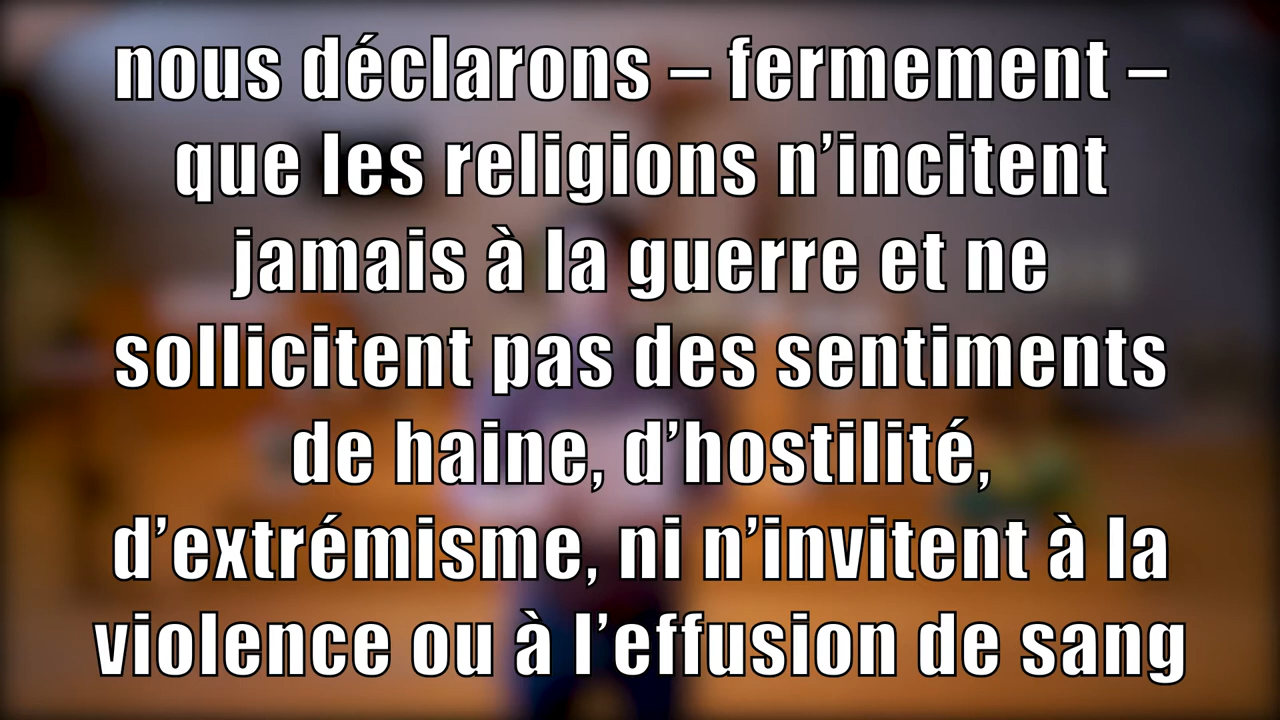 nous déclarons – fermement –
que les religions n’incitent
jamais à la guerre et ne
sollicitent pas des sentiments
de haine, d’hostilité,
d’extrémisme, ni n’invitent à la
violence ou à l’effusion de sang